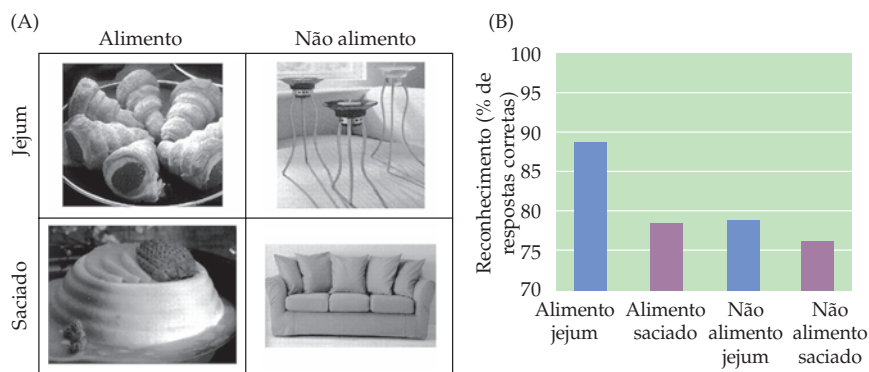 (A)
Alimento
Não alimento
Jejum
Saciado
(B)
Reconhecimento (% de
respostas corretas)
100
95
90
85
80
75
70
Alimento
jejum
Alimento
saciado
Não
alimento
jejum
Não
alimento
saciado